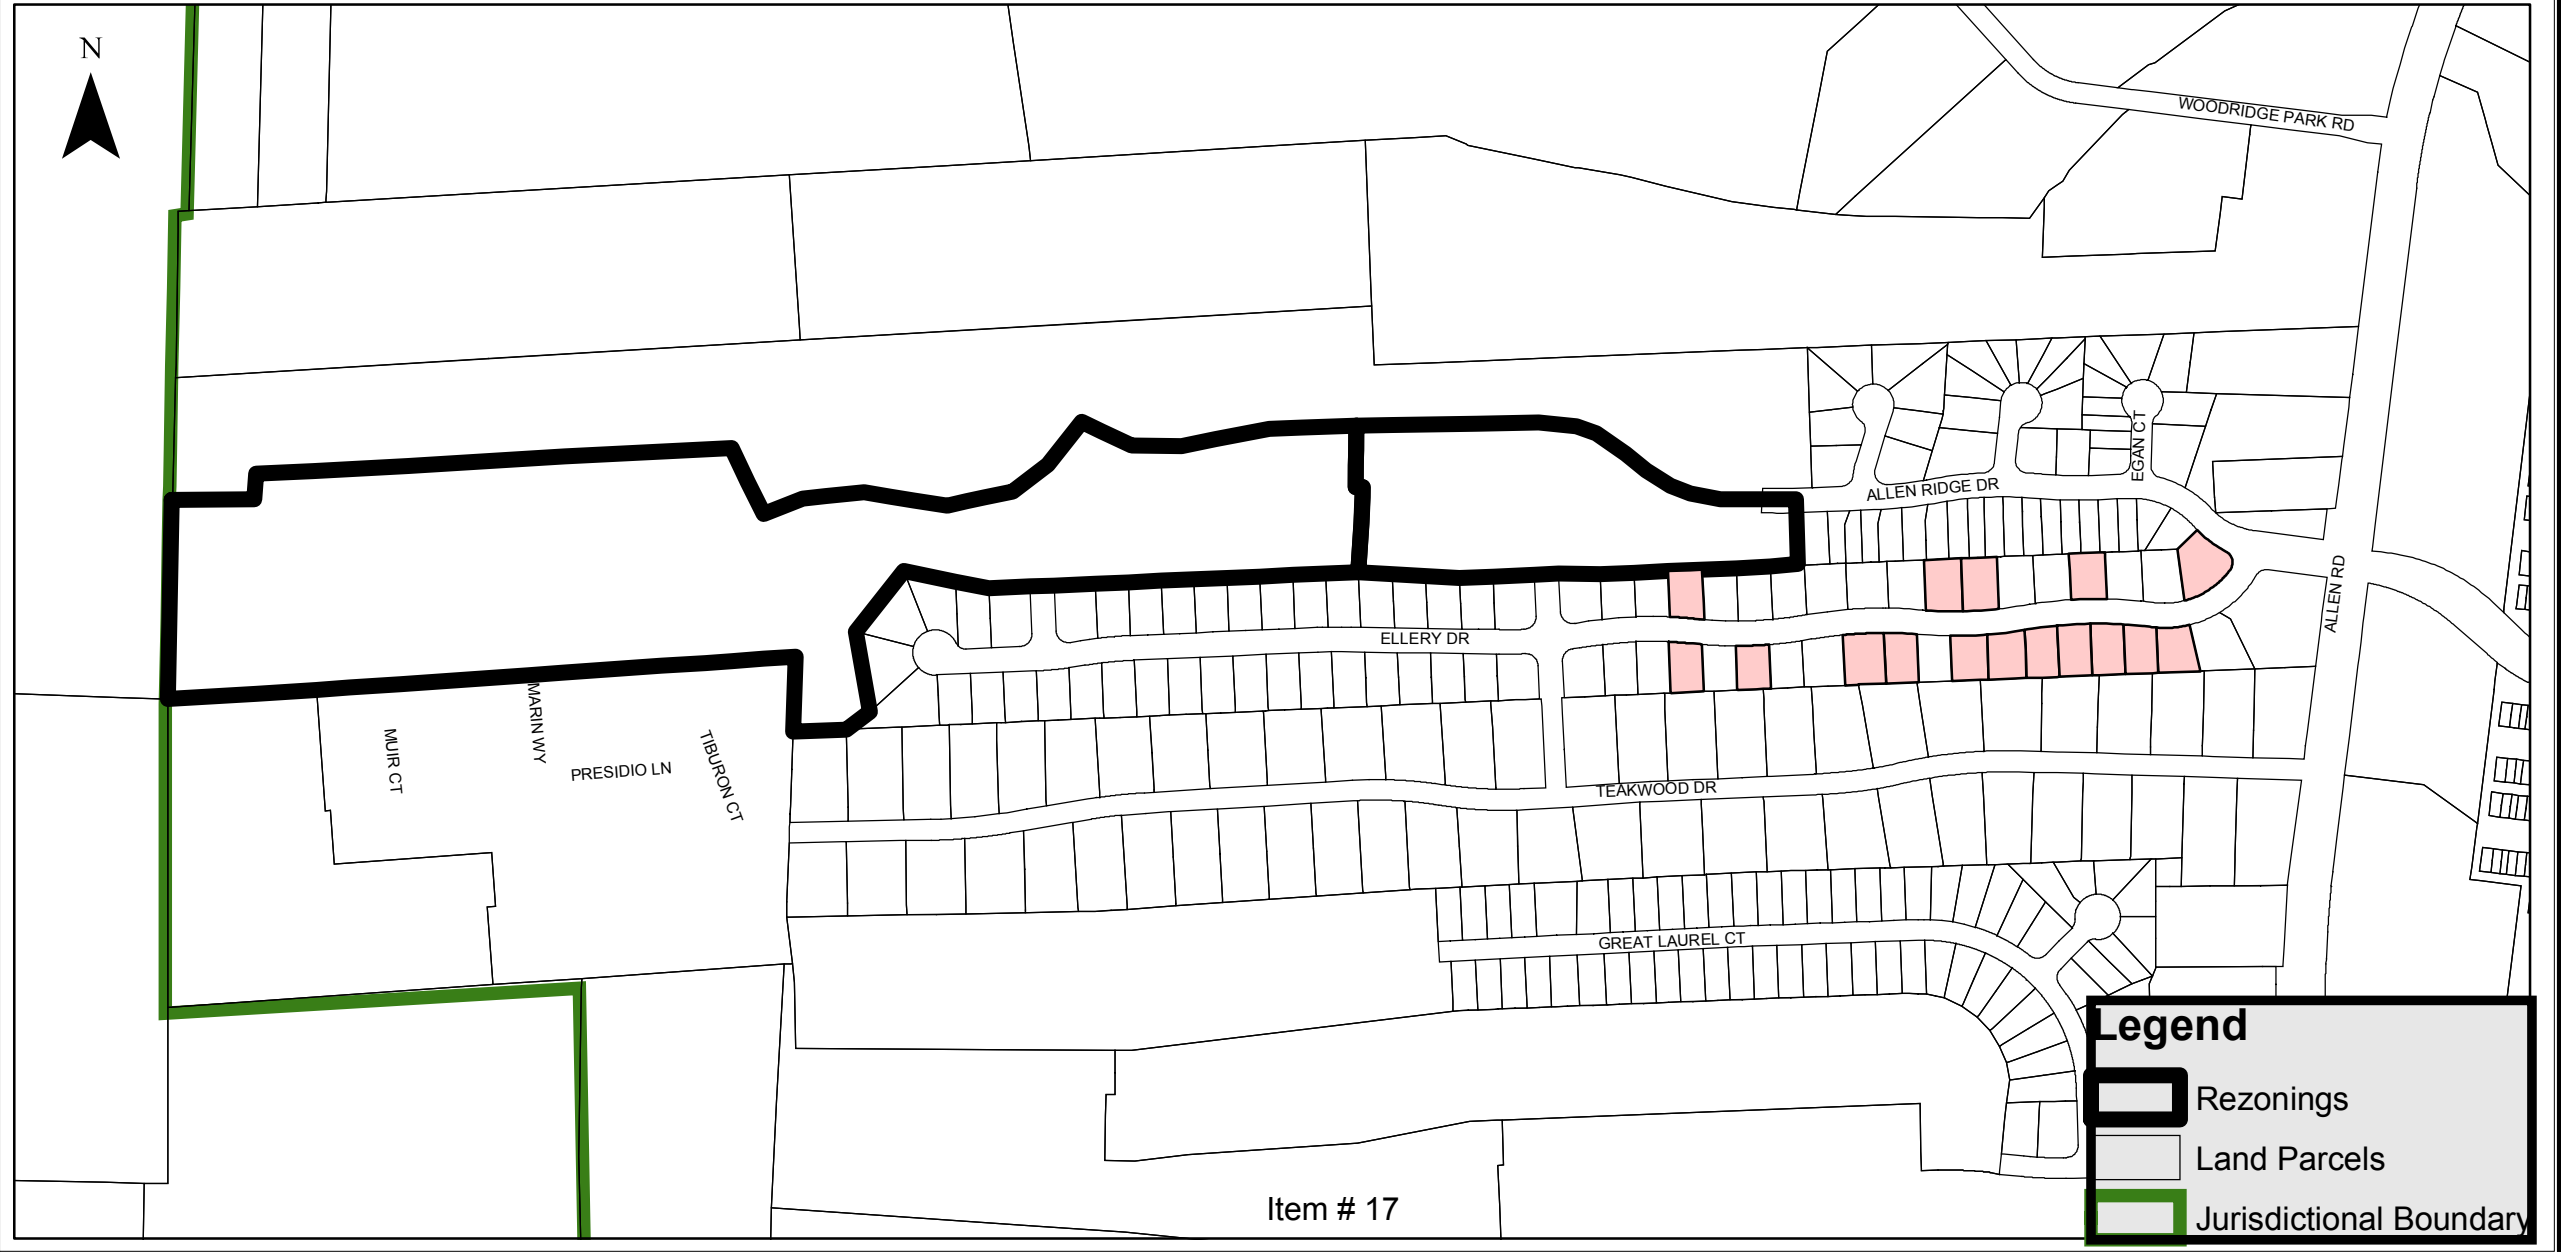 N
WOODRIDGE PARK RD
EGAN CT
ALLEN RIDGE DR
ALLEN RD
ELLERY DR
MARIN WY
MUIR CT
TIBURON CT
PRESIDIO LN
TEAKWOOD DR
GREAT LAUREL CT
Legend
Rezonings
Land Parcels
Jurisdictional Boundary
Item # 17